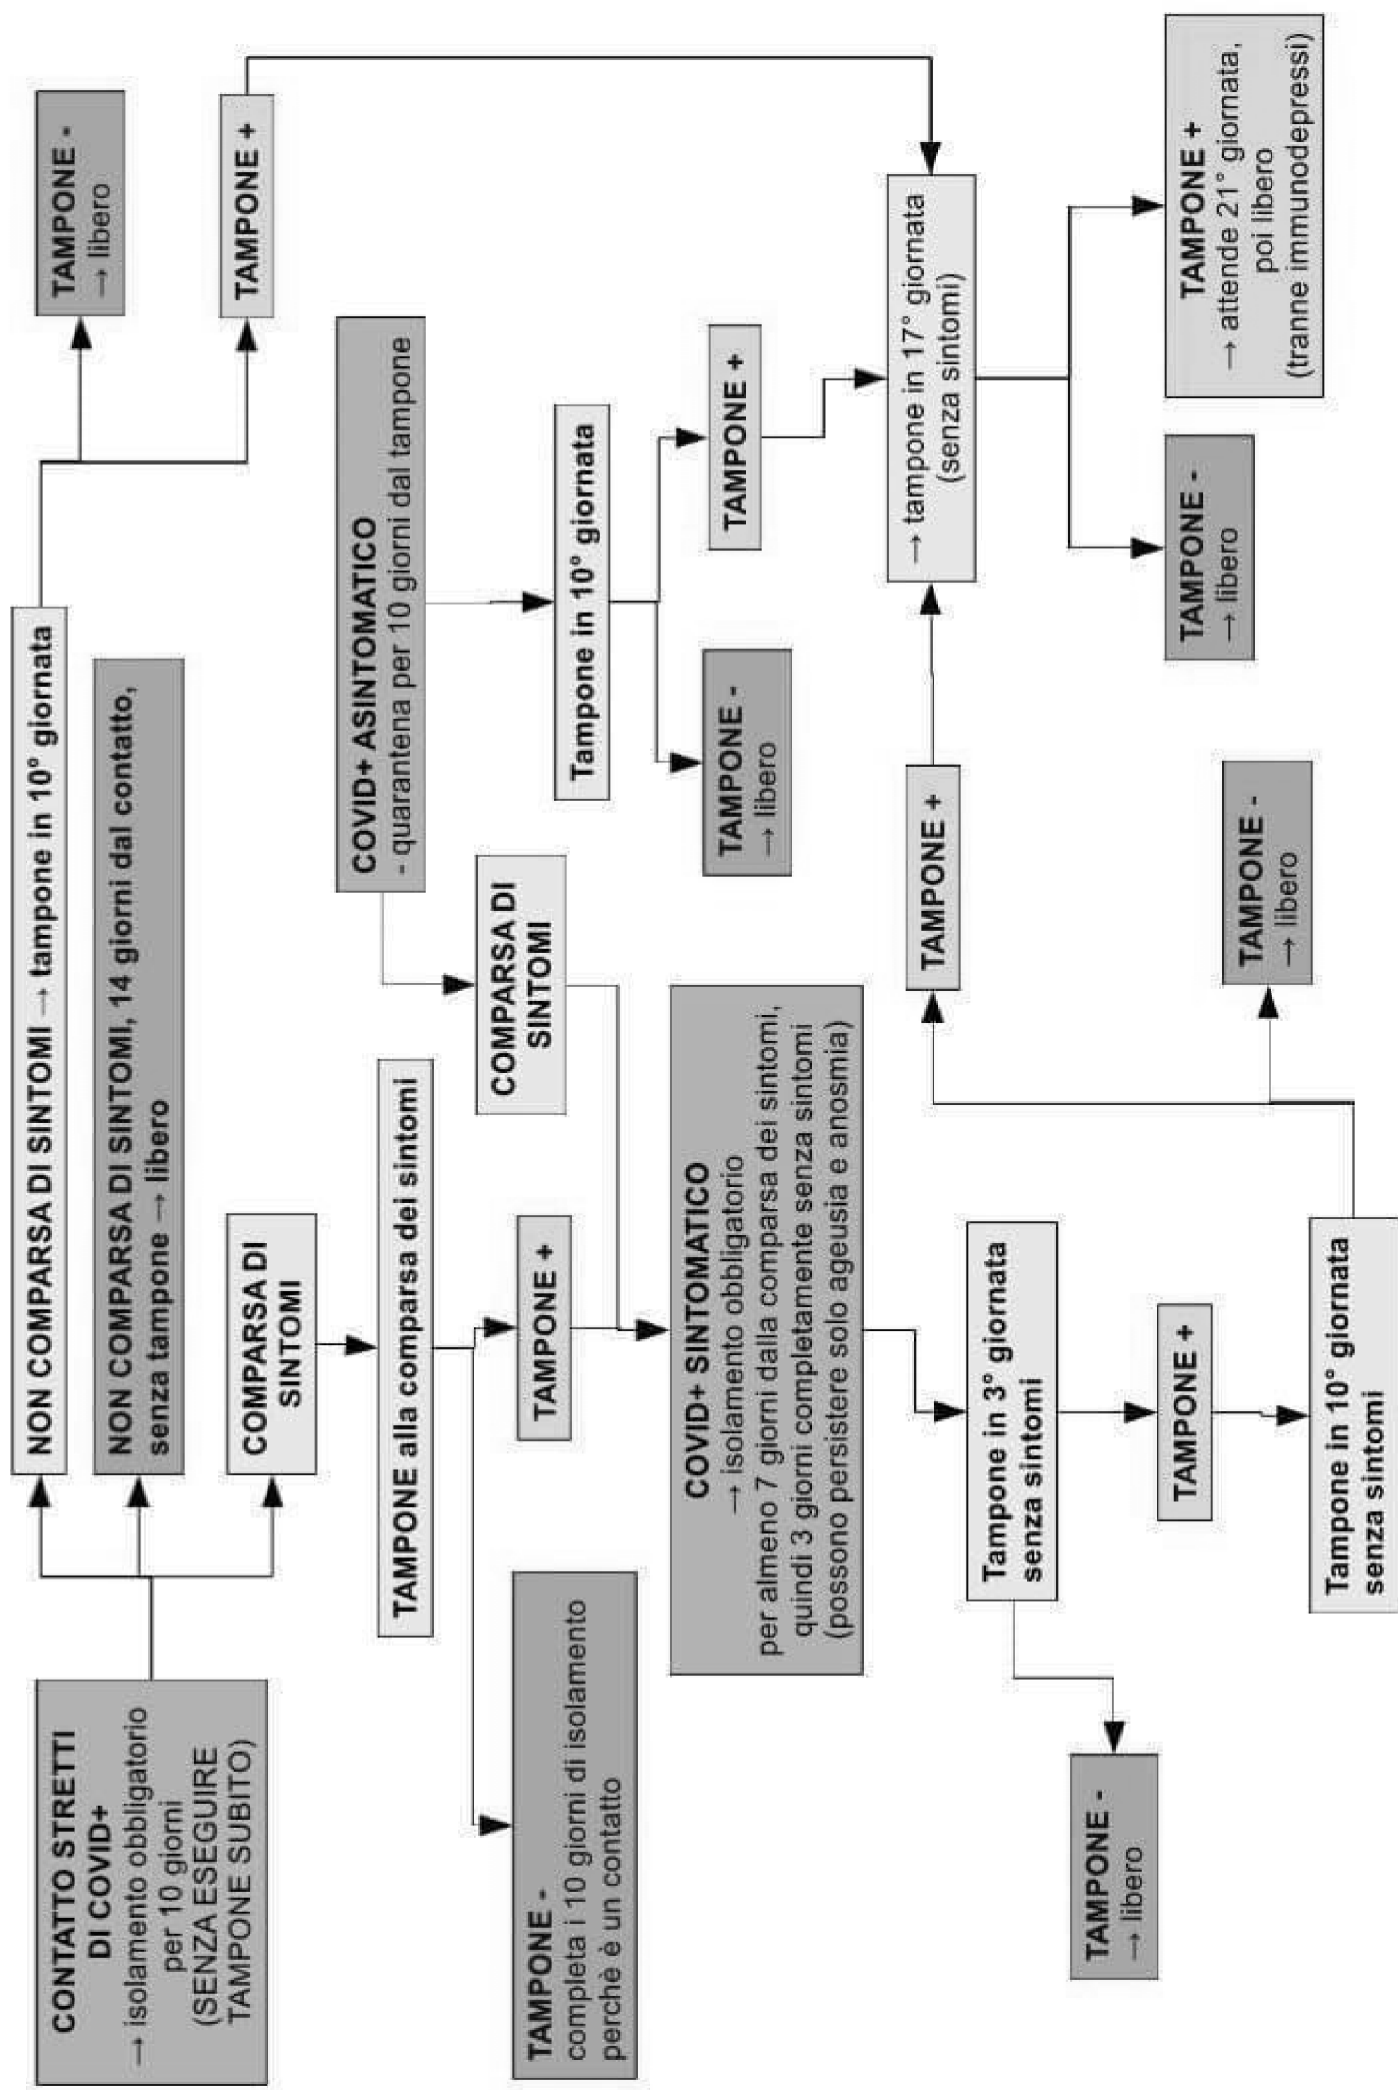 CONTATTO STRETTI
DI COVID+
→ isolamento obbligatorio
per 10 giorni
(SENZA ESEGUIRE
TAMPONE SUBITO)
NON COMPARSA DI SINTOMI → tampone in 10° giornata
TAMPONE -
→ libero
TAMPONE +
NON COMPARSA DI SINTOMI, 14 giorni dal contatto,
senza tampone → libero
COMPARSA DI
SINTOMI
TAMPONE alla comparsa dei sintomi
TAMPONE -
completa i 10 giorni di isolamento
perchè è un contatto
TAMPONE +
COVID+ ASINTOMATICO
- quarantena per 10 giorni dal tampone
COMPARSA DI
SINTOMI
Tampone in 10° giornata
TAMPONE -
→ libero
TAMPONE +
COVID+ SINTOMATICO
→ isolamento obbligatorio
per almeno 7 giorni dalla comparsa dei sintomi,
quindi 3 giorni completamente senza sintomi
(possono persistere solo ageusia e anosmia)
→ tampone in 17° giornata
(senza sintomi)
Tampone in 3° giornata
senza sintomi
TAMPONE -
→ libero
TAMPONE +
Tampone in 10° giornata
senza sintomi
TAMPONE +
TAMPONE -
→ libero
TAMPONE -
→ libero
TAMPONE +
→ attende 21° giornata,
poi libero
(tranne immunodepressi)